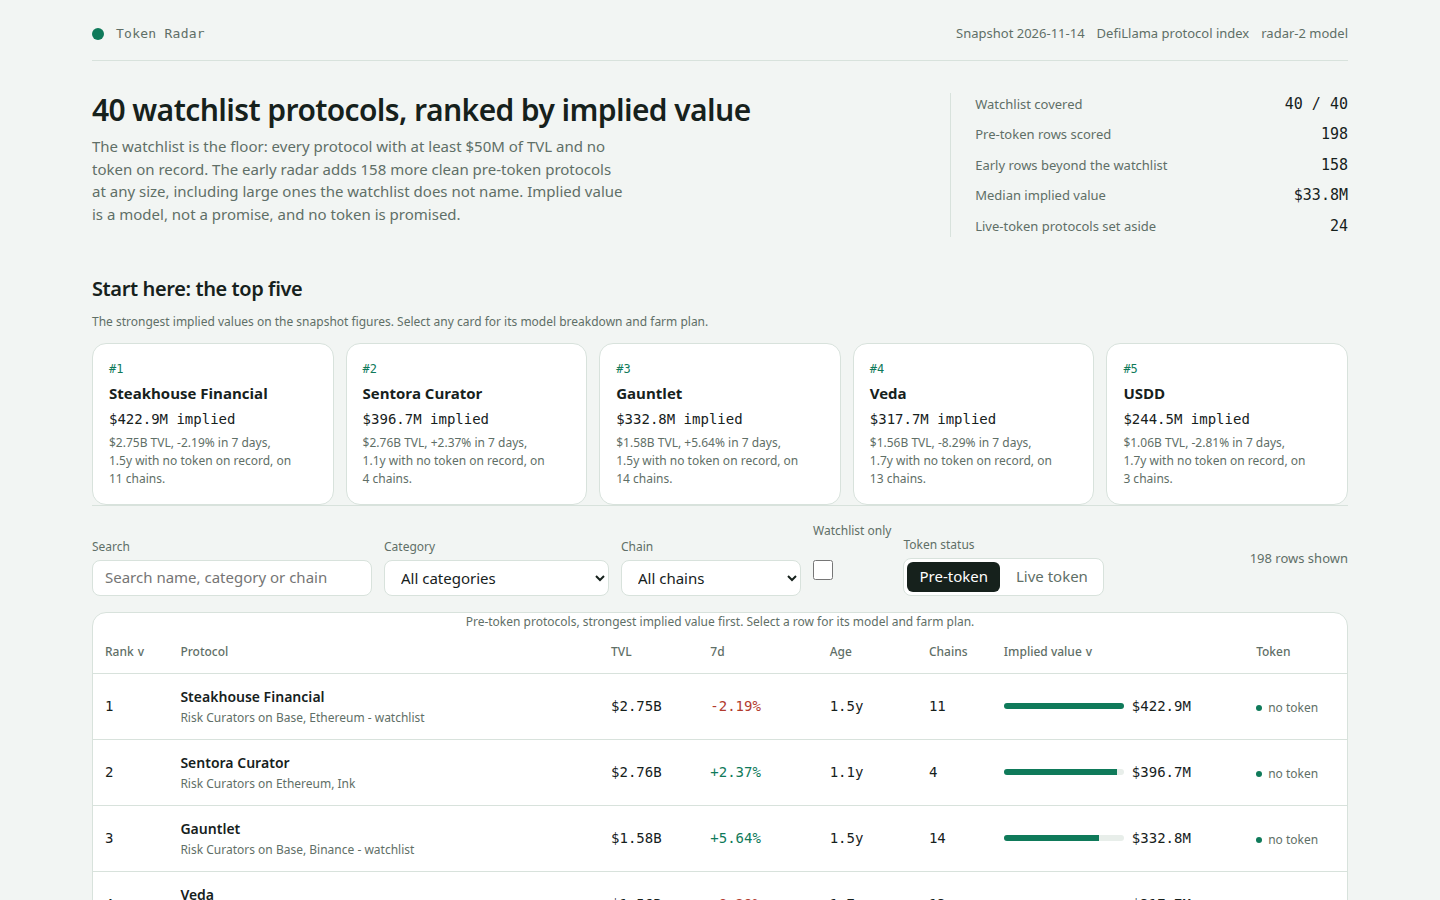 Token Radar
Snapshot 2026-11-14 DefiLlama protocol index radar-2 model
40 watchlist protocols, ranked by implied value
The watchlist is the floor: every protocol with at least $50M of TVL and no
token on record. The early radar adds 158 more clean pre-token protocols
at any size, including large ones the watchlist does not name. Implied value
is a model, not a promise, and no token is promised.
Watchlist covered 40 / 40
Pre-token rows scored 198
Early rows beyond the watchlist 158
Median implied value $33.8M
Live-token protocols set aside 24
Start here: the top five
The strongest implied values on the snapshot figures. Select any card for its model breakdown and farm plan.
#1
Steakhouse Financial
$422.9M implied
$2.75B TVL, -2.19% in 7 days,
1.5y with no token on record, on
11 chains.
#2
Sentora Curator
$396.7M implied
$2.76B TVL, +2.37% in 7 days,
1.1y with no token on record, on
4 chains.
#3
Gauntlet
$332.8M implied
$1.58B TVL, +5.64% in 7 days,
1.5y with no token on record, on
14 chains.
#4
Veda
$317.7M implied
$1.56B TVL, -8.29% in 7 days,
1.7y with no token on record, on
13 chains.
#5
USDD
$244.5M implied
$1.06B TVL, -2.81% in 7 days,
1.7y with no token on record, on
3 chains.
Search
Search name, category or chain
Category
All categories
Chain
All chains
Watchlist only
Token status
Pre-token Live token
198 rows shown
Pre-token protocols, strongest implied value first. Select a row for its model and farm plan.
Rank v Protocol TVL 7d Age Chains Implied value v Token
1 Steakhouse Financial $2.75B -2.19% 1.5y 11 $422.9M no token
Risk Curators on Base, Ethereum - watchlist
2 Sentora Curator $2.76B +2.37% 1.1y 4 $396.7M no token
Risk Curators on Ethereum, Ink
3 Gauntlet $1.58B +5.64% 1.5y 14 $332.8M no token
Risk Curators on Base, Binance - watchlist
Veda